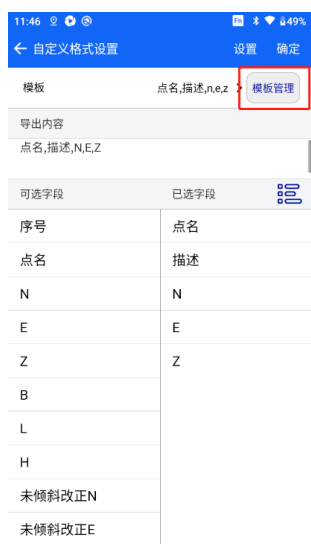 11:46 49%
自定义格式设置 设置 确定
模板 点名,描述,n,e,z 模板管理
导出内容
点名,描述,N,E,Z
可选字段 已选字段
序号 点名
点名 描述
N N
E E
Z Z
B
L
H
未倾斜改正N
未倾斜改正E